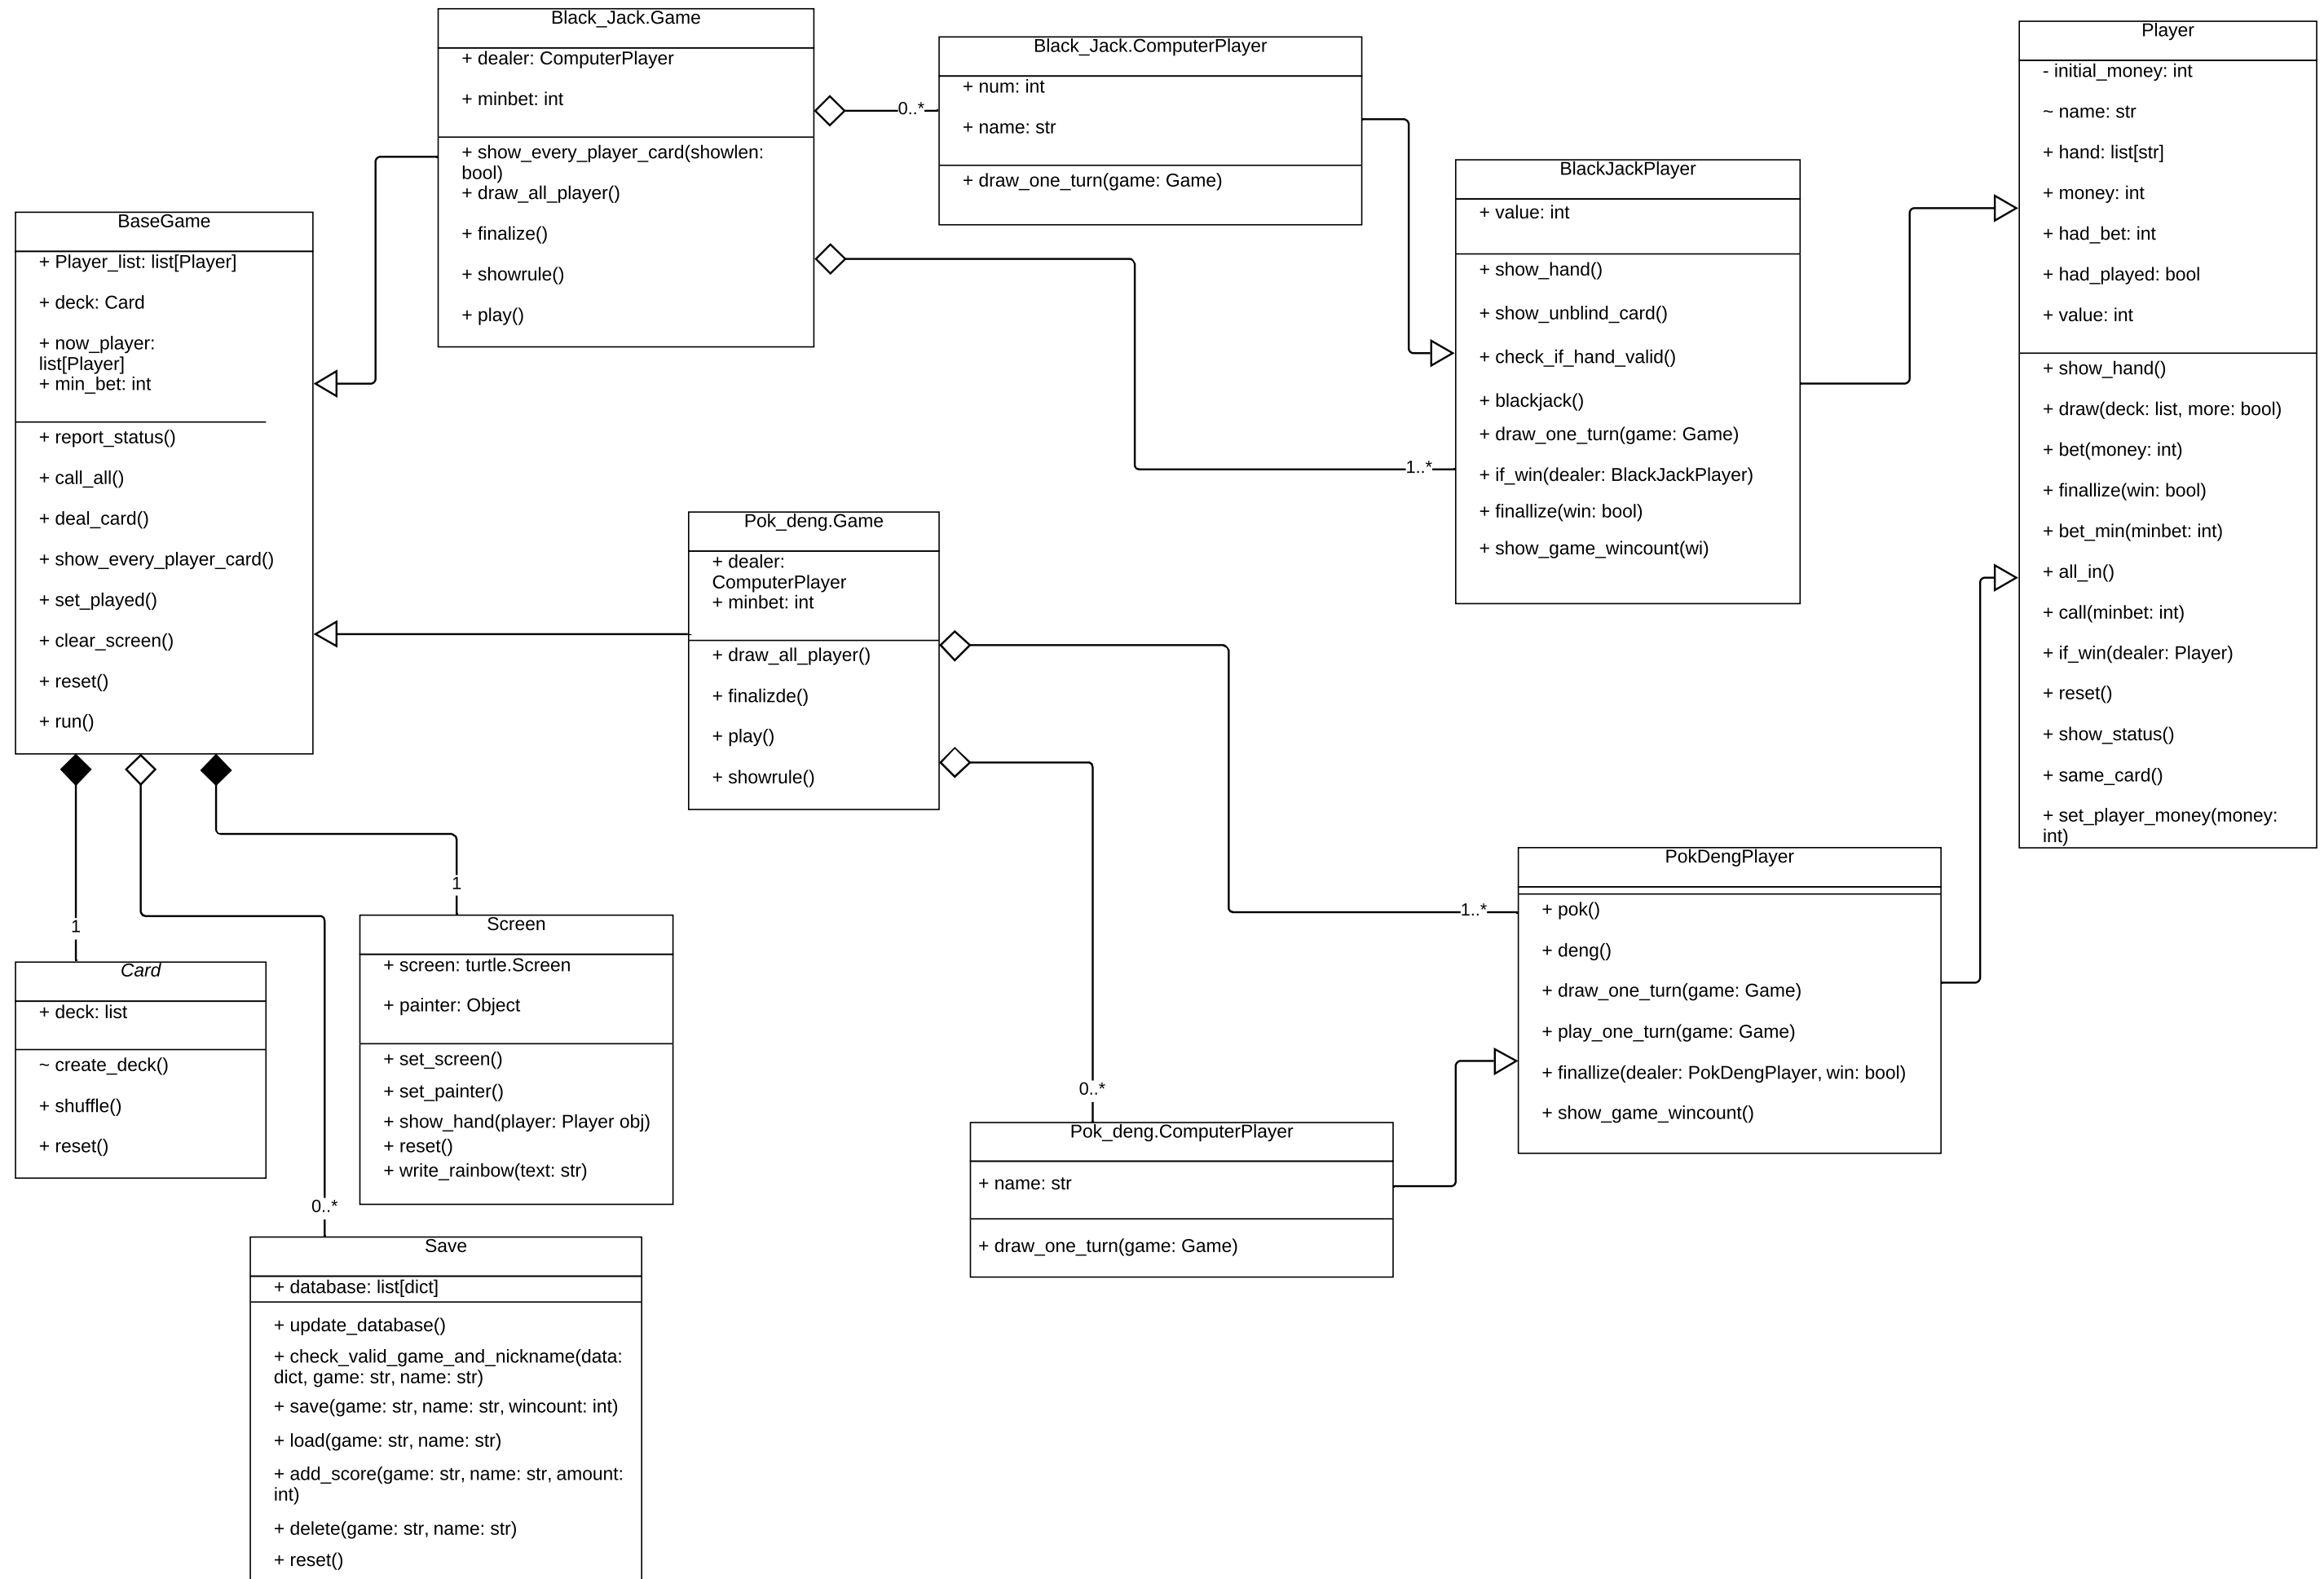 Black_Jack.Game
+ dealer: ComputerPlayer
+ minbet: int
+ show_every_player_card(showlen:
bool)
+ draw_all_player()
+ finalize()
+ showrule()
+ play()
0..*
Black_Jack.ComputerPlayer
+ num: int
+ name: str
+ draw_one_turn(game: Game)
Player
- initial_money: int
~ name: str
+ hand: list[str]
+ money: int
+ had_bet: int
+ had_played: bool
+ value: int
+ show_hand()
+ draw(deck: list, more: bool)
+ bet(money: int)
+ finallize(win: bool)
+ bet_min(minbet: int)
+ all_in()
+ call(minbet: int)
+ if_win(dealer: Player)
+ reset()
+ show_status()
+ same_card()
+ set_player_money(money:
int)
BlackJackPlayer
+ value: int
+ show_hand()
+ show_unblind_card()
+ check_if_hand_valid()
+ blackjack()
+ draw_one_turn(game: Game)
+ if_win(dealer: BlackJackPlayer)
+ finallize(win: bool)
+ show_game_wincount(wi)
1..*
BaseGame
+ Player_list: list[Player]
+ deck: Card
+ now_player:
list[Player]
+ min_bet: int
+ report_status()
+ call_all()
+ deal_card()
+ show_every_player_card()
+ set_played()
+ clear_screen()
+ reset()
+ run()
Pok_deng.Game
+ dealer:
ComputerPlayer
+ minbet: int
+ draw_all_player()
+ finalizde()
+ play()
+ showrule()
1..*
PokDengPlayer
+ pok()
+ deng()
+ draw_one_turn(game: Game)
+ play_one_turn(game: Game)
+ finallize(dealer: PokDengPlayer, win: bool)
+ show_game_wincount()
1
1
Card
+ deck: list
~ create_deck()
+ shuffle()
+ reset()
Screen
+ screen: turtle.Screen
+ painter: Object
+ set_screen()
+ set_painter()
+ show_hand(player: Player obj)
+ reset()
+ write_rainbow(text: str)
0..*
Pok_deng.ComputerPlayer
+ name: str
+ draw_one_turn(game: Game)
0..*
Save
+ database: list[dict]
+ update_database()
+ check_valid_game_and_nickname(data:
dict, game: str, name: str)
+ save(game: str, name: str, wincount: int)
+ load(game: str, name: str)
+ add_score(game: str, name: str, amount:
int)
+ delete(game: str, name: str)
+ reset()